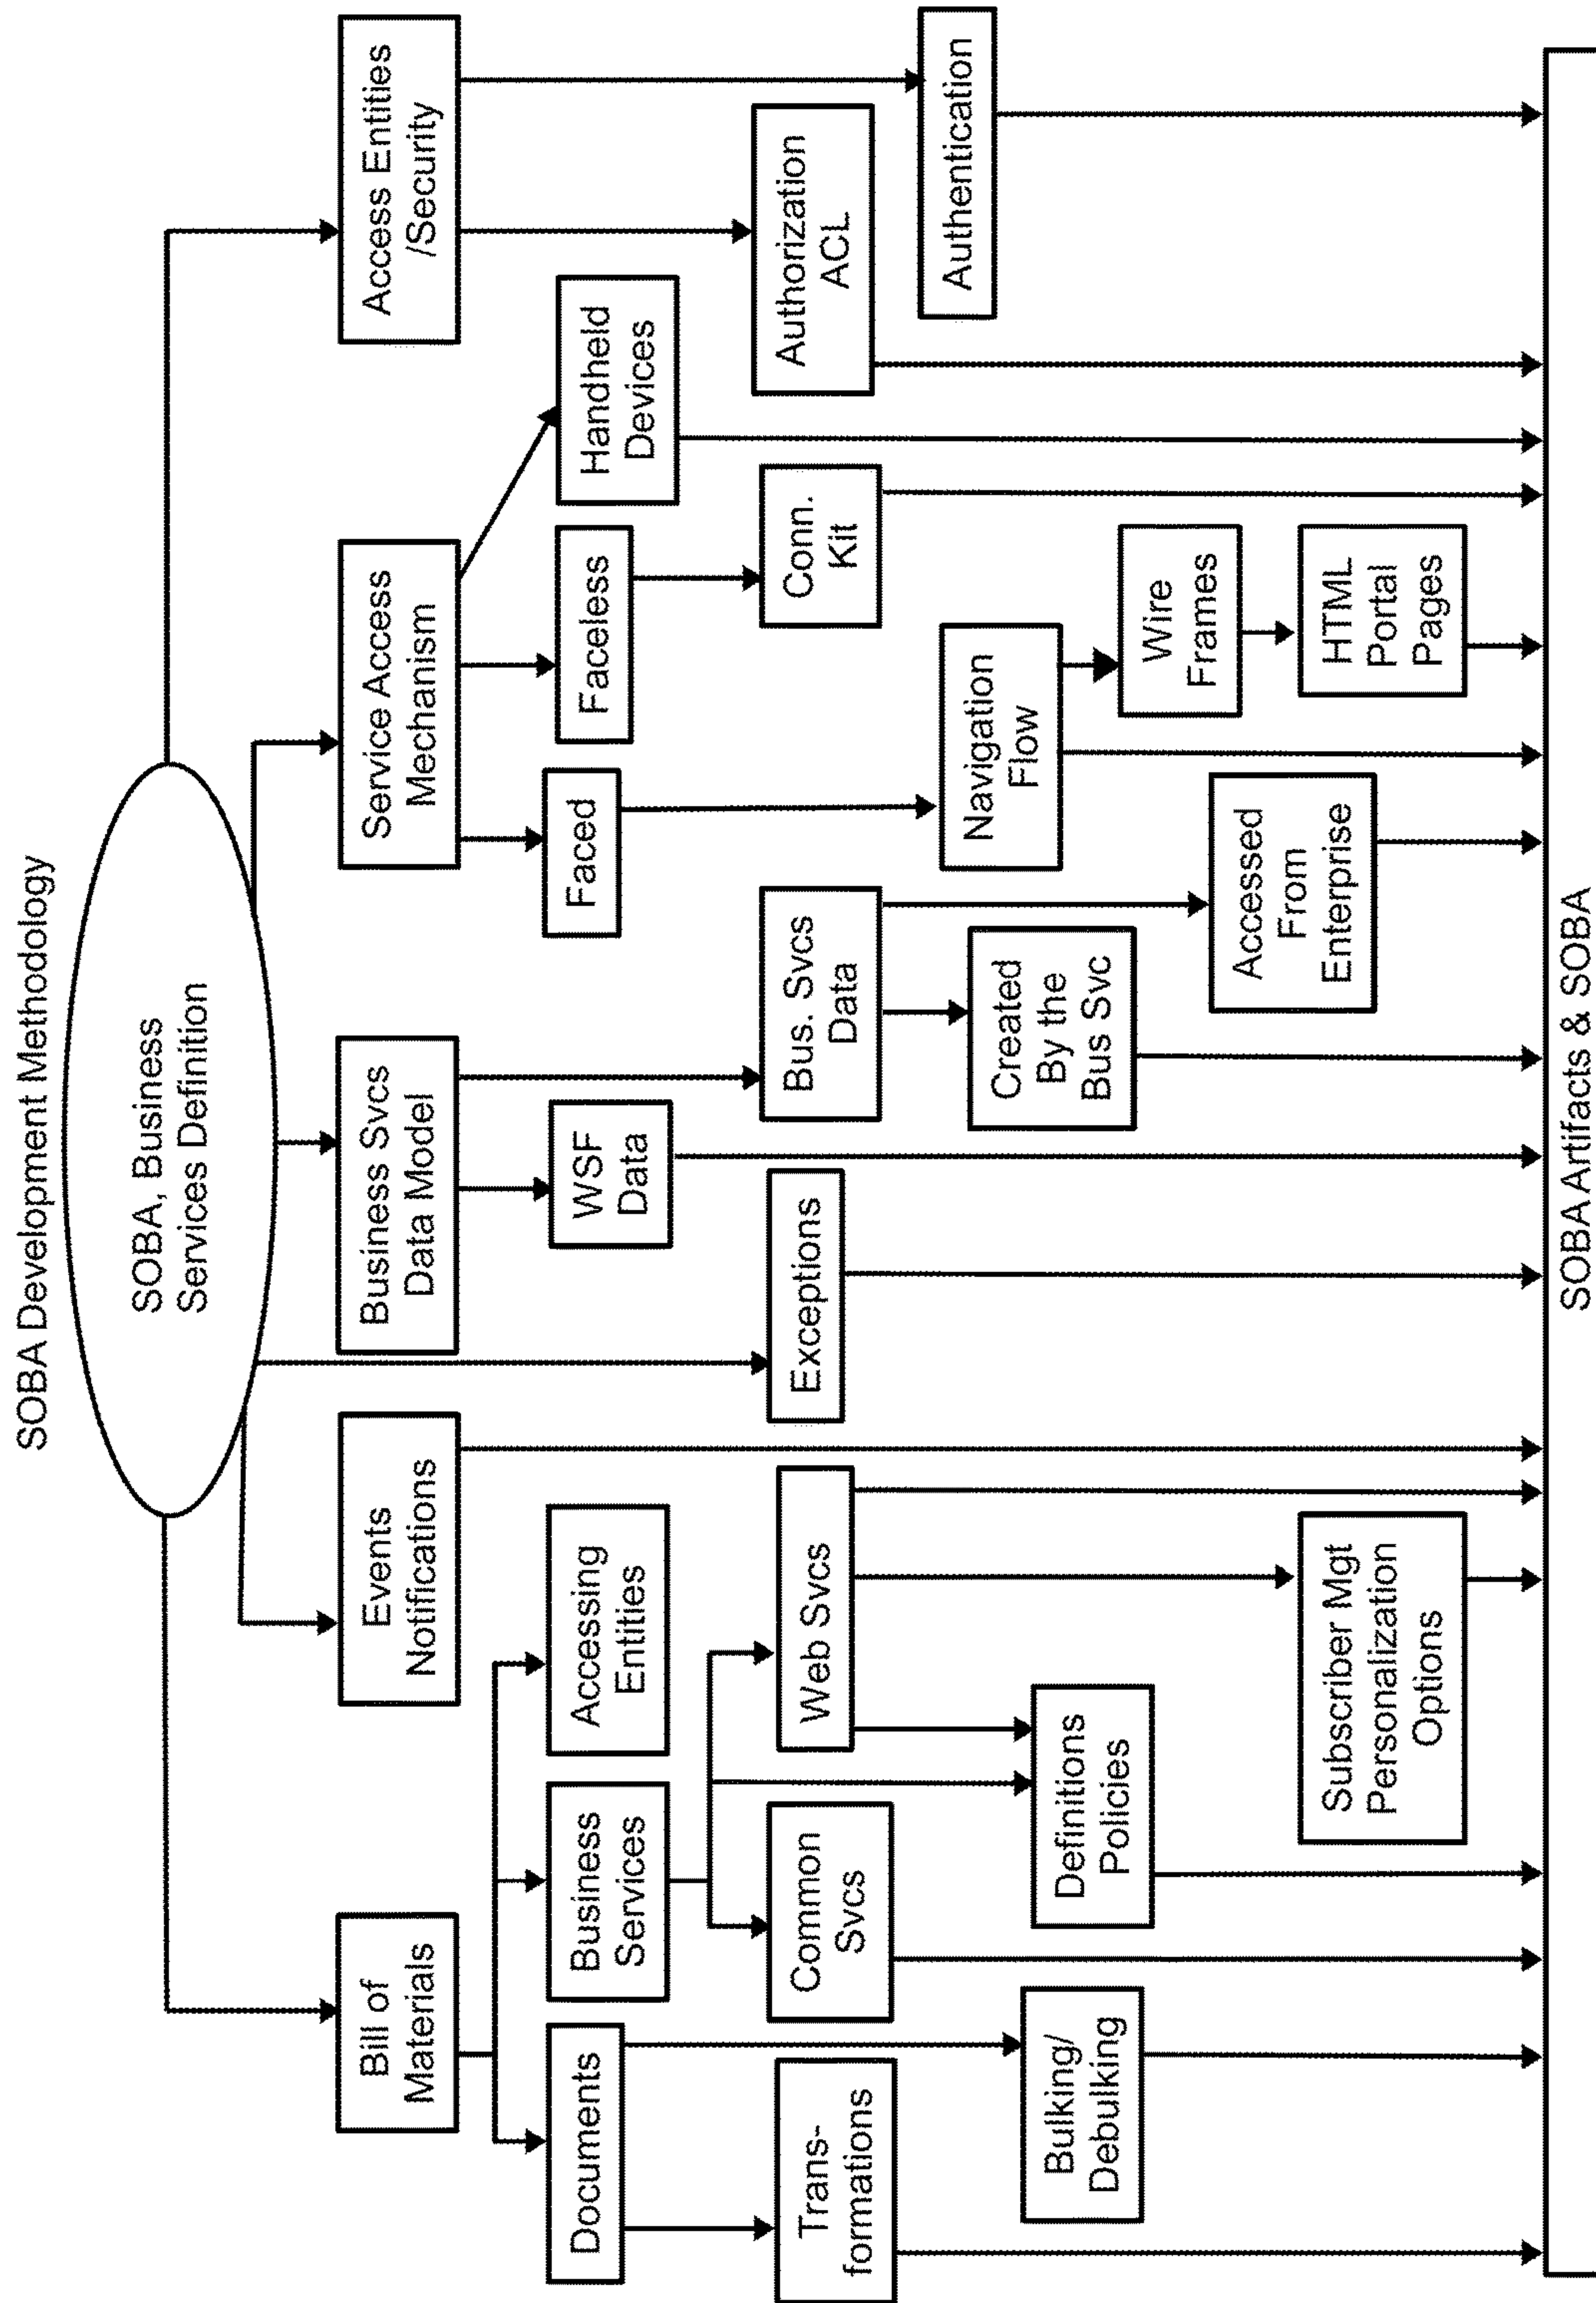 SOBA Development Methodology
SOBA, Business
Services Definition
Bill of
Materials
Events
Notifications
Business Svcs
Data Model
Service Access
Mechanism
Access Entities
/Security
Documents
Business
Services
Accessing
Entities
WSF
Data
Faced
Faceless
Handheld
Devices
Trans-
formations
Common
Svcs
Web Svcs
Exceptions
Bus. Svcs
Data
Conn.
Kit
Authorization
ACL
Bulking/
Debulking
Definitions
Policies
Created
By the
Bus Svc
Navigation
Flow
Authentication
Accessed
From
Enterprise
Wire
Frames
Subscriber Mgt
Personalization
Options
HTML
Portal
Pages
SOBA Artifacts & SOBA